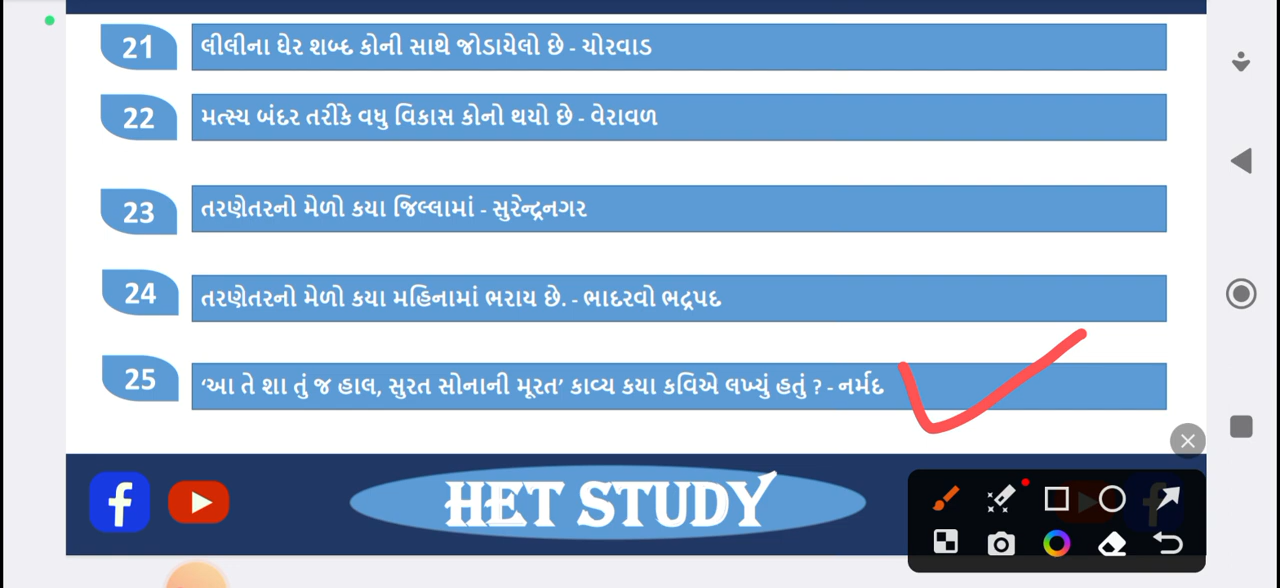 21 લીલીના ઘેર શબ્દ કોની સાથે જોડાયેલો છે - ચોરવાડ
22 મત્સ્ય બંદર તરીકે વધુ વિકાસ કોનો થયો છે - વેરાવળ
23 તરણેતરનો મેળો કયા જિલ્લામાં - સુરેન્દ્રનગર
24 તરણેતરનો મેળો કયા મહિનામાં ભરાય છે. - ભાદરવો ભદ્રપદ
25 ‘આ તે શા તું જ હાલ, સુરત સોનાની મૂરત’ કાવ્ય કયા કવિએ લખ્યું હતું ? - નર્મદ
HET STUDY